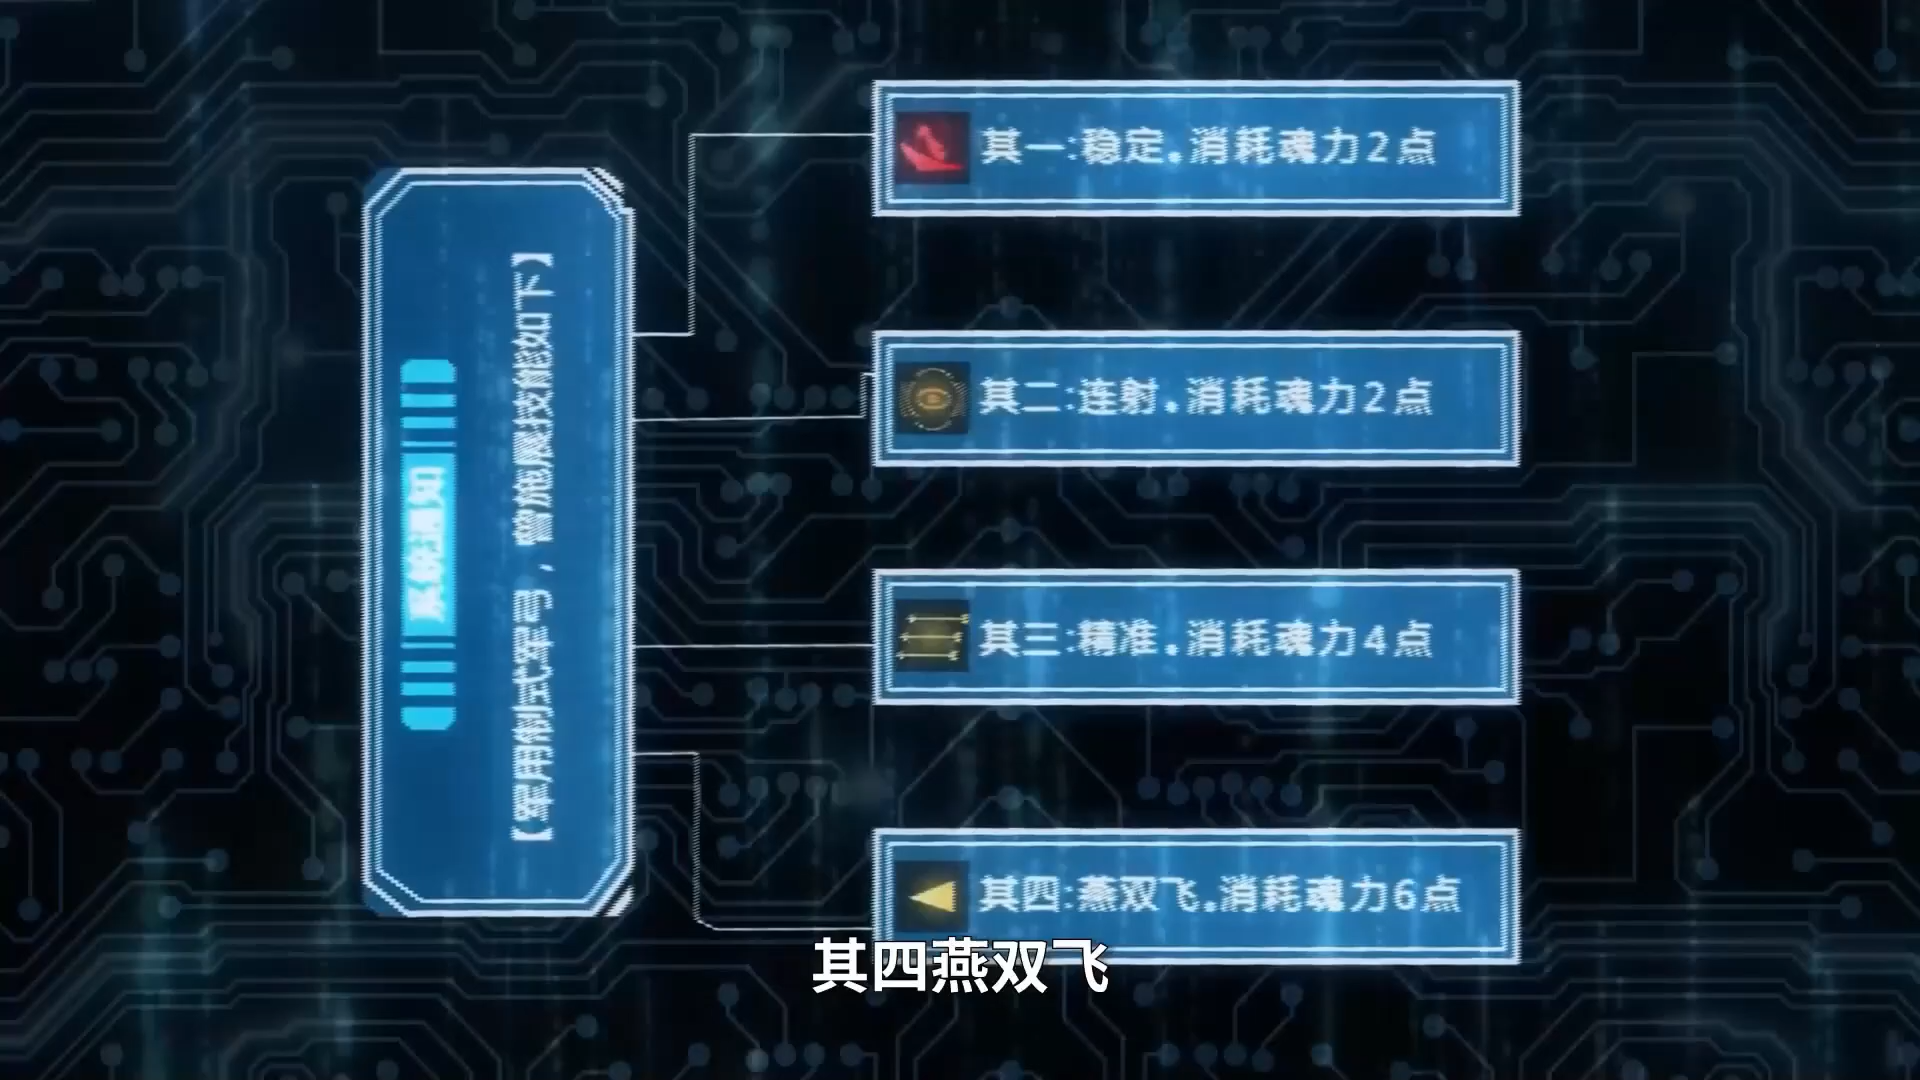 系统通知
【军用制式军弓，需施展技能如下】
其一:稳定。消耗魂力2点
其二:连射。消耗魂力2点
其三:精准。消耗魂力4点
其四:燕双飞。消耗魂力6点
其四燕双飞